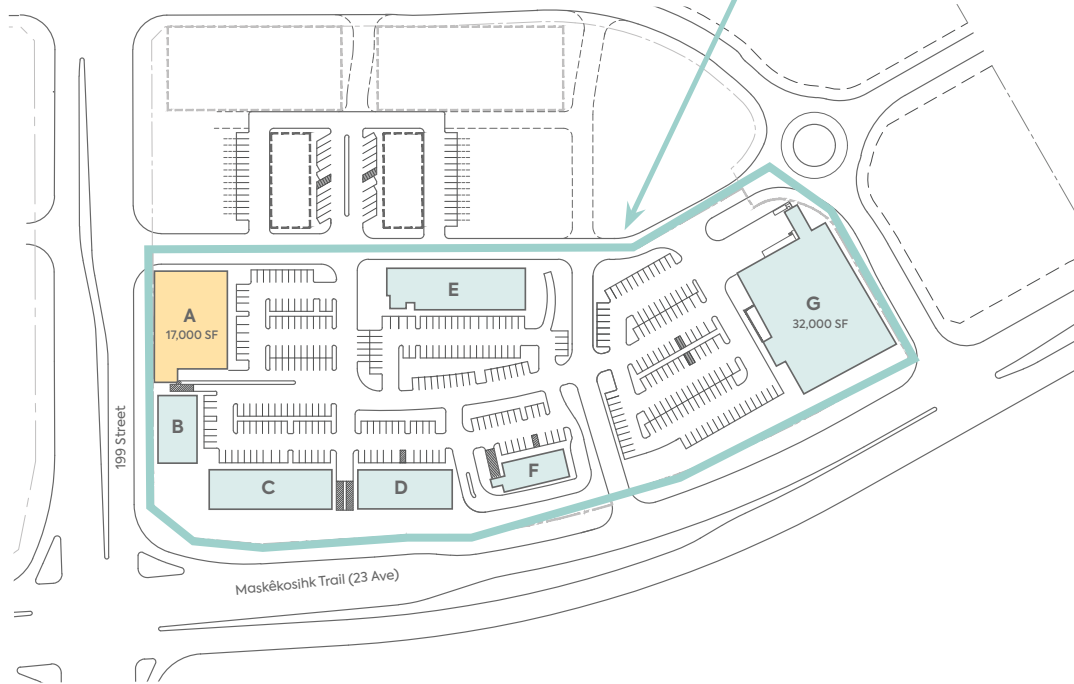 A
17,000 SF
E
G
32,000 SF
B
C
D
F
199 Street
Maskêkosihk Trail (23 Ave)